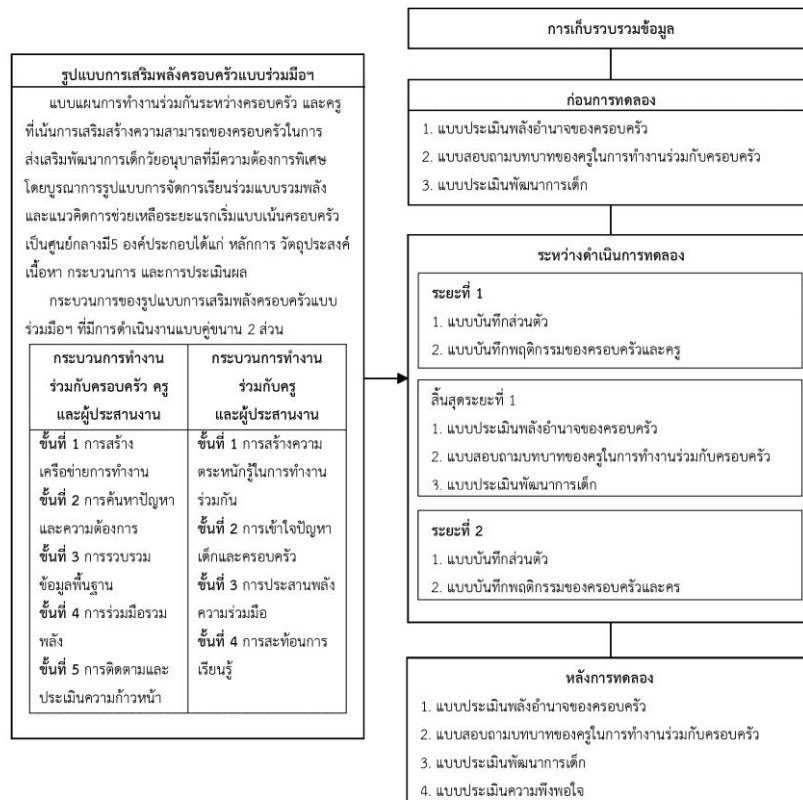 รูปแบบการเสริมพลังครอบครัวแบบร่วมมือฯ
แบบแผนการทำงานร่วมกันระหว่างครอบครัว และครู
ที่เน้นการเสริมสร้างความสามารถของครอบครัวในการ
ส่งเสริมพัฒนาการเด็กวัยอนุบาลที่มีความต้องการพิเศษ
โดยบูรณาการรูปแบบการจัดการเรียนร่วมแบบรวมพลัง
และแนวคิดการช่วยเหลือระยะแรกเริ่มแบบเน้นครอบครัว
เป็นศูนย์กลางมี5 องค์ประกอบได้แก่ หลักการ วัตถุประสงค์
เนื้อหา กระบวนการ และการประเมินผล
กระบวนการของรูปแบบการเสริมพลังครอบครัวแบบ
ร่วมมือฯ ที่มีการดำเนินงานแบบคู่ขนาน 2 ส่วน
กระบวนการทำงาน
ร่วมกับครอบครัว ครู
และผู้ประสานงาน
ขั้นที่ 1 การสร้าง
เครือข่ายการทำงาน
ขั้นที่ 2 การค้นหาปัญหา
และความต้องการ
ขั้นที่ 3 การรวบรวม
ข้อมูลพื้นฐาน
ขั้นที่ 4 การร่วมมือรวม
พลัง
ขั้นที่ 5 การติดตามและ
ประเมินความก้าวหน้า
กระบวนการทำงาน
ร่วมกับครู
และผู้ประสานงาน
ขั้นที่ 1 การสร้างความ
ตระหนักรู้ในการทำงาน
ร่วมกัน
ขั้นที่ 2 การเข้าใจปัญหา
เด็กและครอบครัว
ขั้นที่ 3 การประสานพลัง
ความร่วมมือ
ขั้นที่ 4 การสะท้อนการ
เรียนรู้
การเก็บรวบรวมข้อมูล
ก่อนการทดลอง
1. แบบประเมินพลังอำนาจของครอบครัว
2. แบบสอบถามบทบาทของครูในการทำงานร่วมกับครอบครัว
3. แบบประเมินพัฒนาการเด็ก
ระหว่างดำเนินการทดลอง
ระยะที่ 1
1. แบบบันทึกส่วนตัว
2. แบบบันทึกพฤติกรรมของครอบครัวและครู
สิ้นสุดระยะที่ 1
1. แบบประเมินพลังอำนาจของครอบครัว
2. แบบสอบถามบทบาทของครูในการทำงานร่วมกับครอบครัว
3. แบบประเมินพัฒนาการเด็ก
ระยะที่ 2
1. แบบบันทึกส่วนตัว
2. แบบบันทึกพฤติกรรมของครอบครัวและคร
หลังการทดลอง
1. แบบประเมินพลังอำนาจของครอบครัว
2. แบบสอบถามบทบาทของครูในการทำงานร่วมกับครอบครัว
3. แบบประเมินพัฒนาการเด็ก
4. แบบประเมินความพึงพอใจ